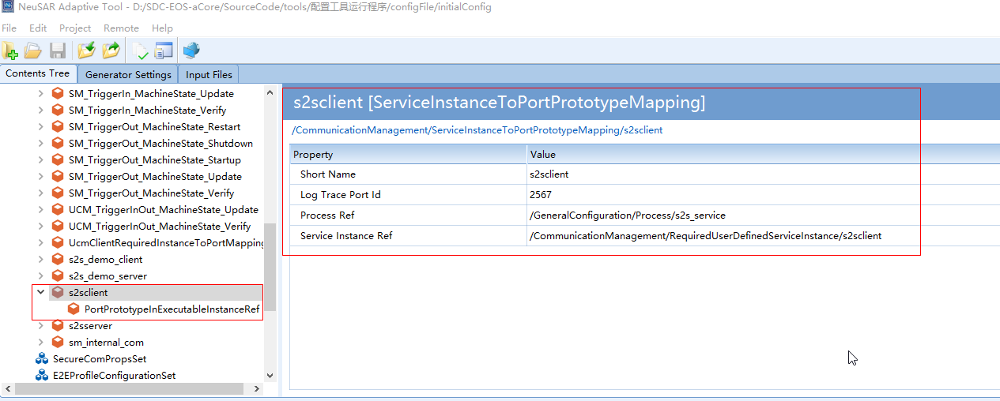 NeuSAR Adaptive Tool - D:/SDC-EOS-aCore/SourceCode/tools/配置工具运行程序/configFile/initialConfig
File Edit Project Remote Help
Contents Tree Generator Settings Input Files
SM_TriggerIn_MachineState_Update
SM_TriggerIn_MachineState_Verify
SM_TriggerOut_MachineState_Restart
SM_TriggerOut_MachineState_Shutdown
SM_TriggerOut_MachineState_Startup
SM_TriggerOut_MachineState_Update
SM_TriggerOut_MachineState_Verify
UCM_TriggerInOut_MachineState_Update
UCM_TriggerInOut_MachineState_Verify
UcmClientRequiredInstanceToPortMapping
s2s_demo_client
s2s_demo_server
s2sclient
PortPrototypeInExecutableInstanceRef
s2sserver
sm_internal_com
SecureComPropsSet
E2EProfileConfigurationSet
s2sclient [ServiceInstanceToPortPrototypeMapping]
/CommunicationManagement/ServiceInstanceToPortPrototypeMapping/s2sclient
Property Value
Short Name s2sclient
Log Trace Port Id 2567
Process Ref /GeneralConfiguration/Process/s2s_service
Service Instance Ref /CommunicationManagement/RequiredUserDefinedServiceInstance/s2sclient